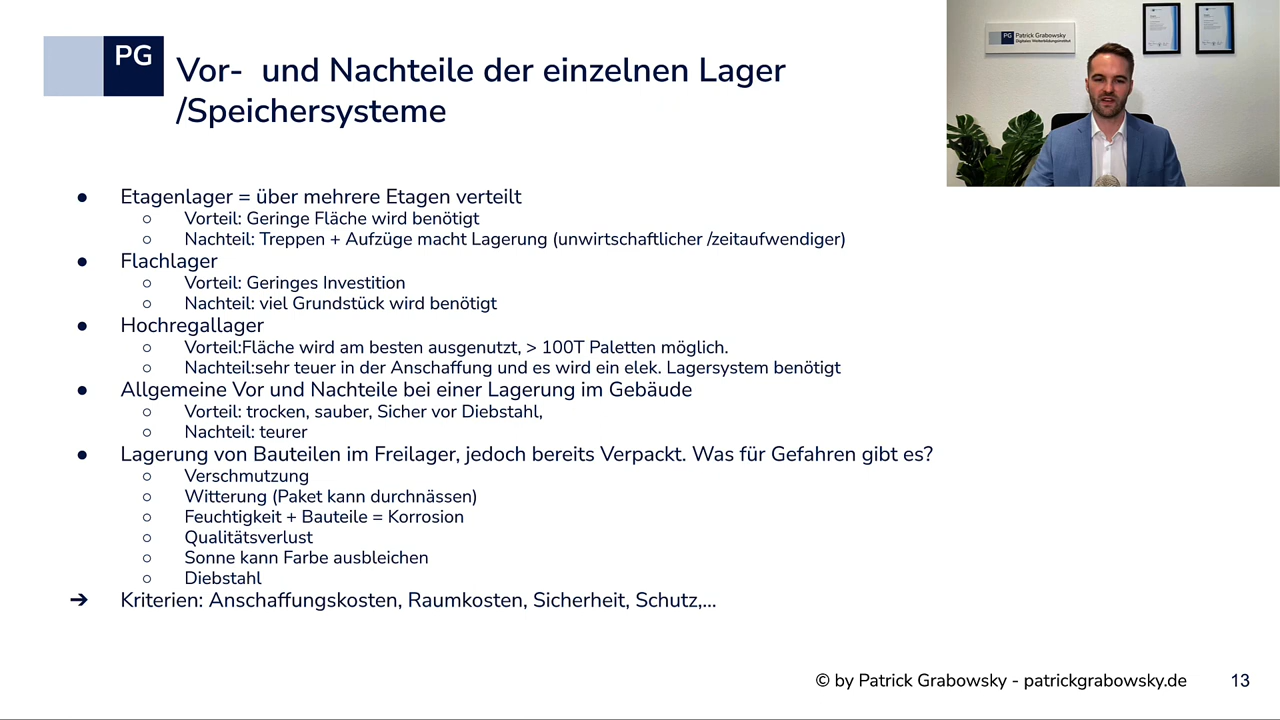 PG
Vor- und Nachteile der einzelnen Lager
/Speichersysteme
PG
Patrick Grabowsky
Digitales Weiterbildungsinstitut
● Etagenlager = über mehrere Etagen verteilt
○ Vorteil: Geringe Fläche wird benötigt
○ Nachteil: Treppen + Aufzüge macht Lagerung (unwirtschaftlicher /zeitaufwendiger)
● Flachlager
○ Vorteil: Geringes Investition
○ Nachteil: viel Grundstück wird benötigt
● Hochregallager
○ Vorteil:Fläche wird am besten ausgenutzt, > 100T Paletten möglich.
○ Nachteil:sehr teuer in der Anschaffung und es wird ein elek. Lagersystem benötigt
● Allgemeine Vor und Nachteile bei einer Lagerung im Gebäude
○ Vorteil: trocken, sauber, Sicher vor Diebstahl,
○ Nachteil: teurer
● Lagerung von Bauteilen im Freilager, jedoch bereits Verpackt. Was für Gefahren gibt es?
○ Verschmutzung
○ Witterung (Paket kann durchnässen)
○ Feuchtigkeit + Bauteile = Korrosion
○ Qualitätsverlust
○ Sonne kann Farbe ausbleichen
○ Diebstahl
➔ Kriterien: Anschaffungskosten, Raumkosten, Sicherheit, Schutz,...
© by Patrick Grabowsky - patrickgrabowsky.de 13